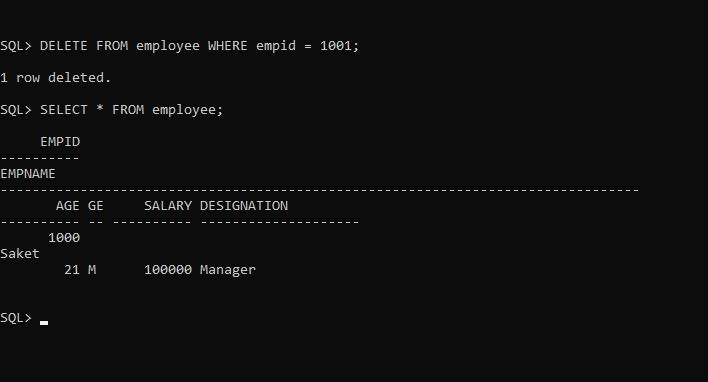 SQL> DELETE FROM employee WHERE empid = 1001;
1 row deleted.
SQL> SELECT * FROM employee;
     EMPID
----------
EMPNAME
--------------------------------------------------------------------------------
       AGE GE     SALARY DESIGNATION
---------- -- ---------- --------------------
      1000
Saket
        21 M      100000 Manager
SQL>